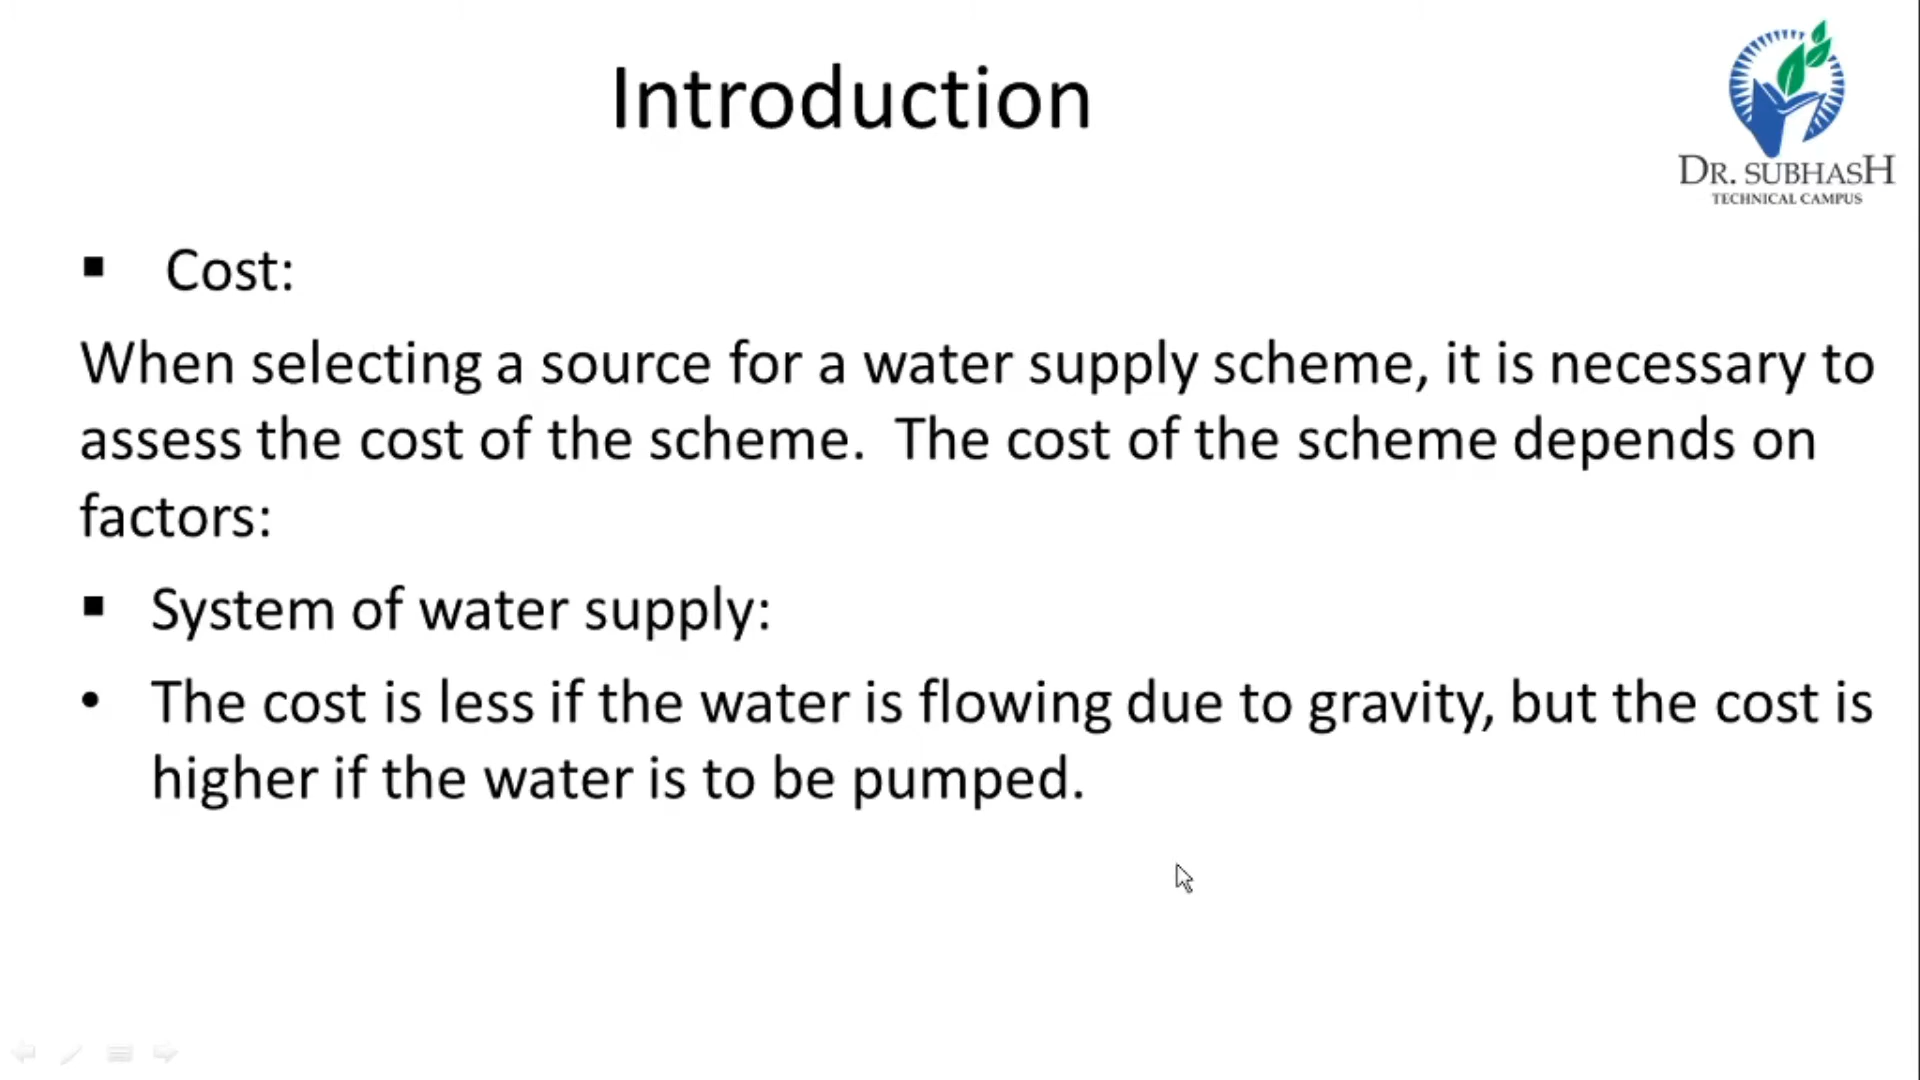 Introduction
DR. SUBHASH
TECHNICAL CAMPUS
▪ Cost:
When selecting a source for a water supply scheme, it is necessary to
assess the cost of the scheme.  The cost of the scheme depends on
factors:
▪ System of water supply:
• The cost is less if the water is flowing due to gravity, but the cost is
higher if the water is to be pumped.